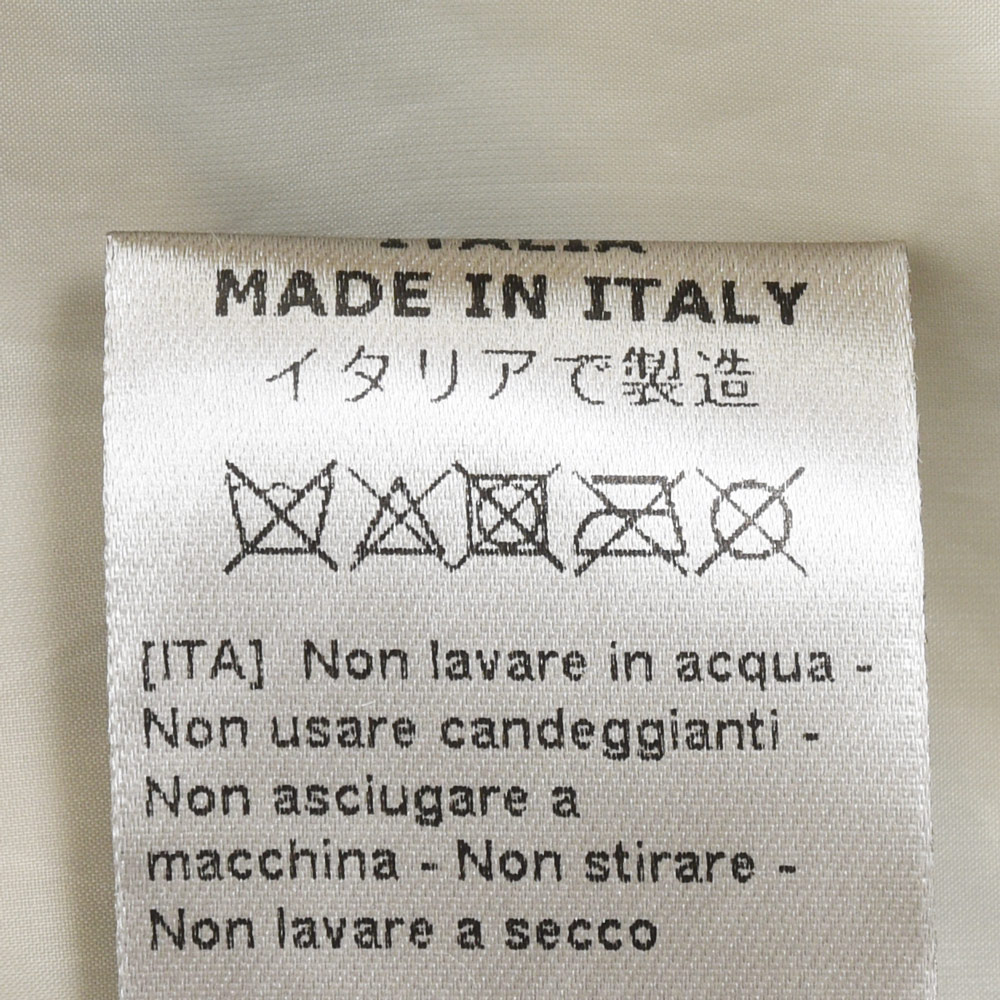 ITALIA
MADE IN ITALY
イタリアで製造
[ITA] Non lavare in acqua -
Non usare candeggianti -
Non asciugare a
macchina - Non stirare -
Non lavare a secco